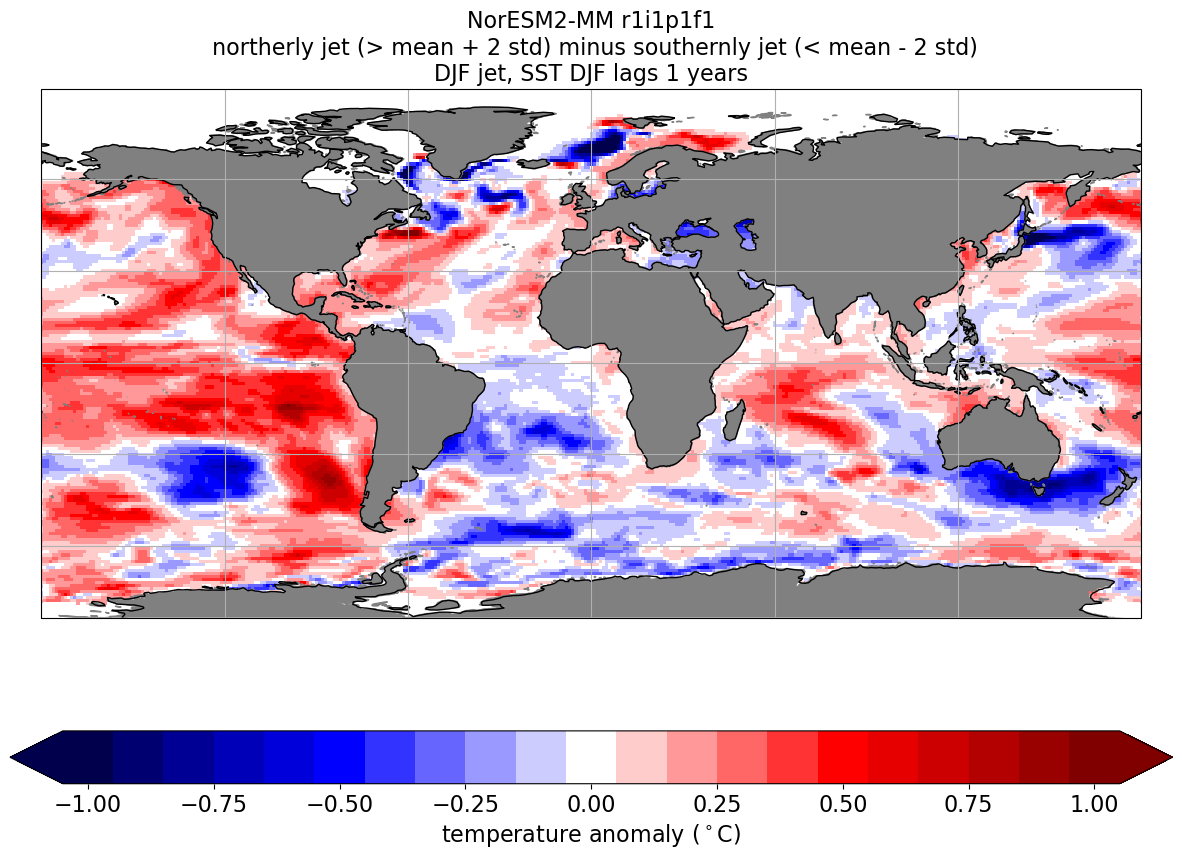 NorESM2-MM r1i1p1f1
northerly jet (> mean + 2 std) minus southernly jet (< mean - 2 std)
DJF jet, SST DJF lags 1 years
−1.00 −0.75 −0.50 −0.25 0.00 0.25 0.50 0.75 1.00
temperature anomaly (°C)